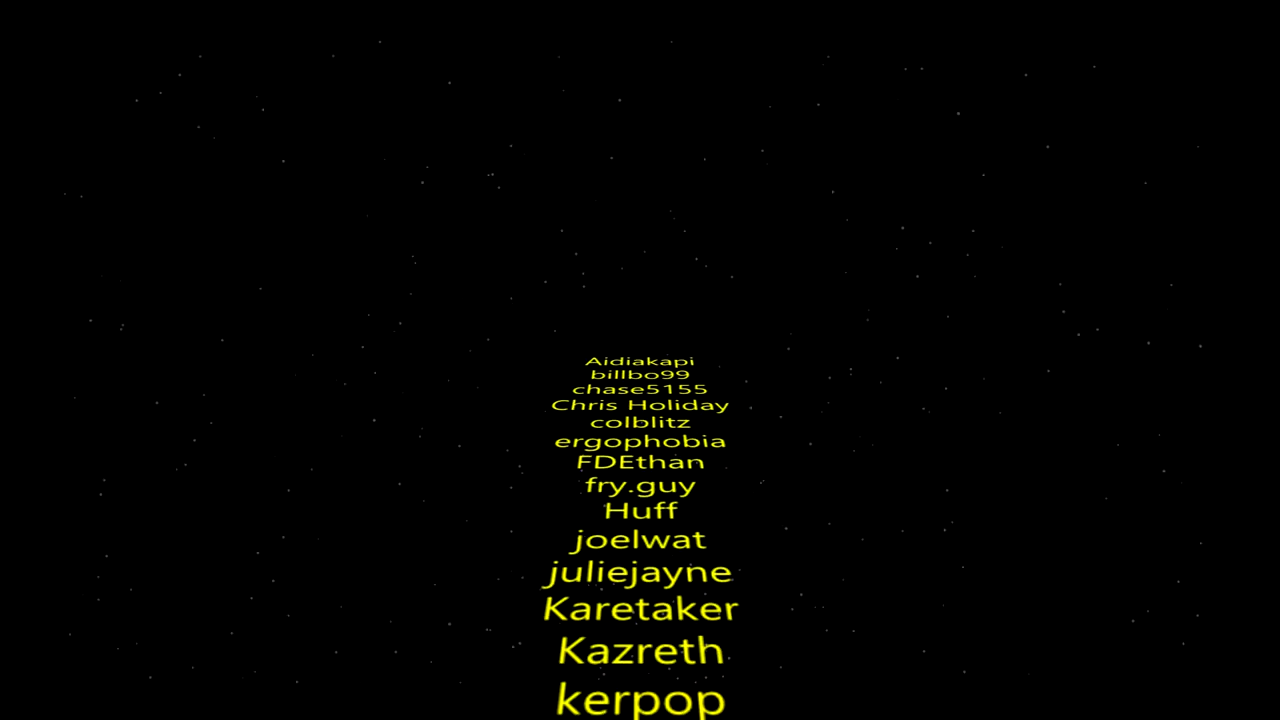 Aidiakapi
billbo99
chase5155
Chris Holiday
colblitz
ergophobia
FDEthan
fry.guy
Huff
joelwat
juliejayne
Karetaker
Kazreth
kerpop